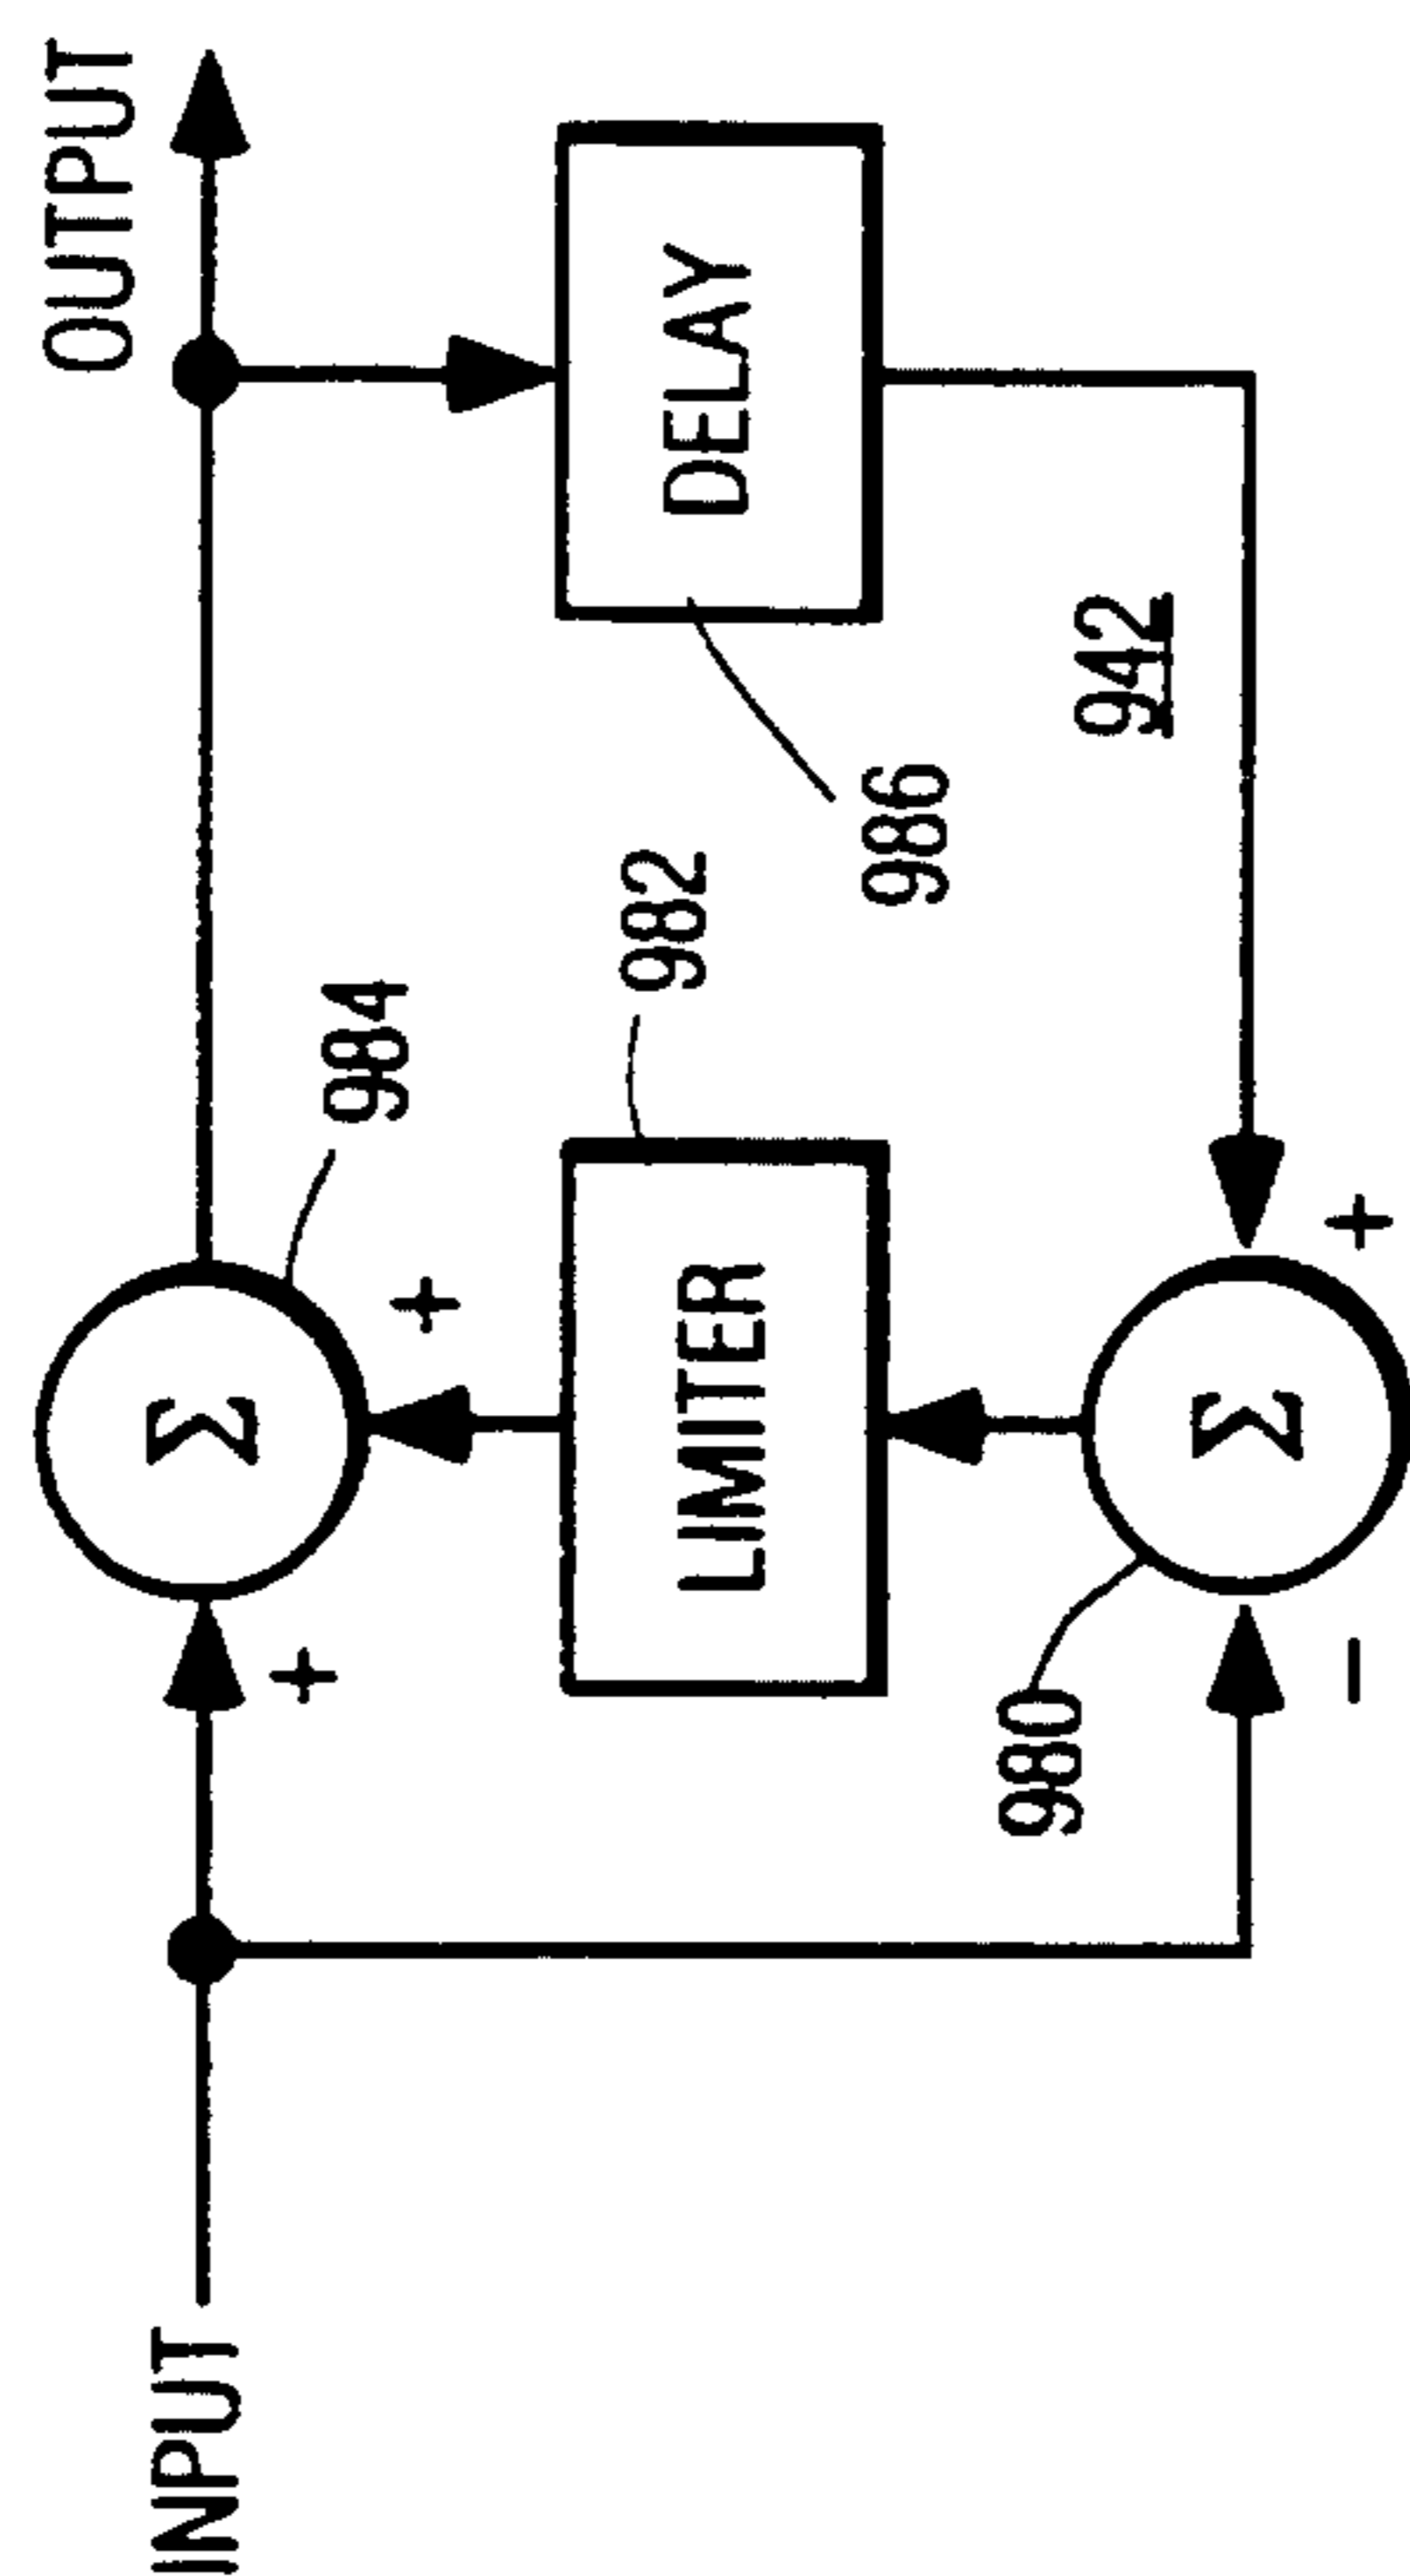 INPUT
+
Σ
984
OUTPUT
+
LIMITER
982
DELAY
986
980
Σ
−
+
942